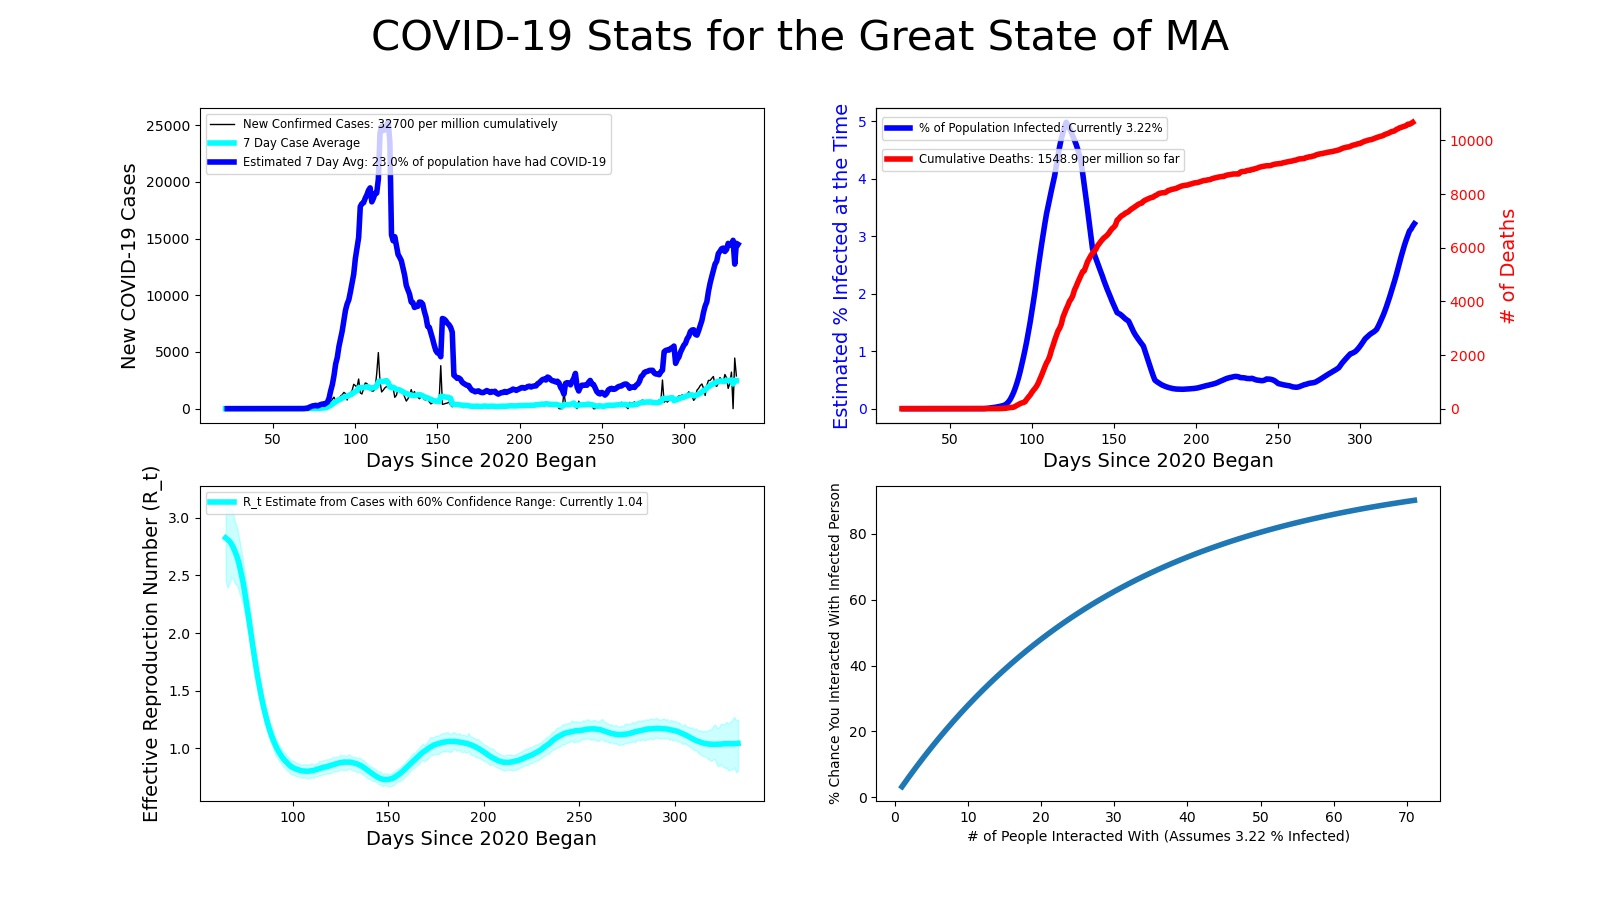 COVID-19 Stats for the Great State of MA
New COVID-19 Cases
25000
20000
15000
10000
5000
0
New Confirmed Cases: 32700 per million cumulatively
7 Day Case Average
Estimated 7 Day Avg: 23.0% of population have had COVID-19
50 100 150 200 250 300
Days Since 2020 Began
Estimated % Infected at the Time
5
4
3
2
1
0
% of Population Infected: Currently 3.22%
Cumulative Deaths: 1548.9 per million so far
10000
8000
6000
4000
2000
0
# of Deaths
50 100 150 200 250 300
Days Since 2020 Began
Effective Reproduction Number (R_t)
3.0
2.5
2.0
1.5
1.0
R_t Estimate from Cases with 60% Confidence Range: Currently 1.04
100 150 200 250 300
Days Since 2020 Began
% Chance You Interacted With Infected Person
80
60
40
20
0
0 10 20 30 40 50 60 70
# of People Interacted With (Assumes 3.22 % Infected)